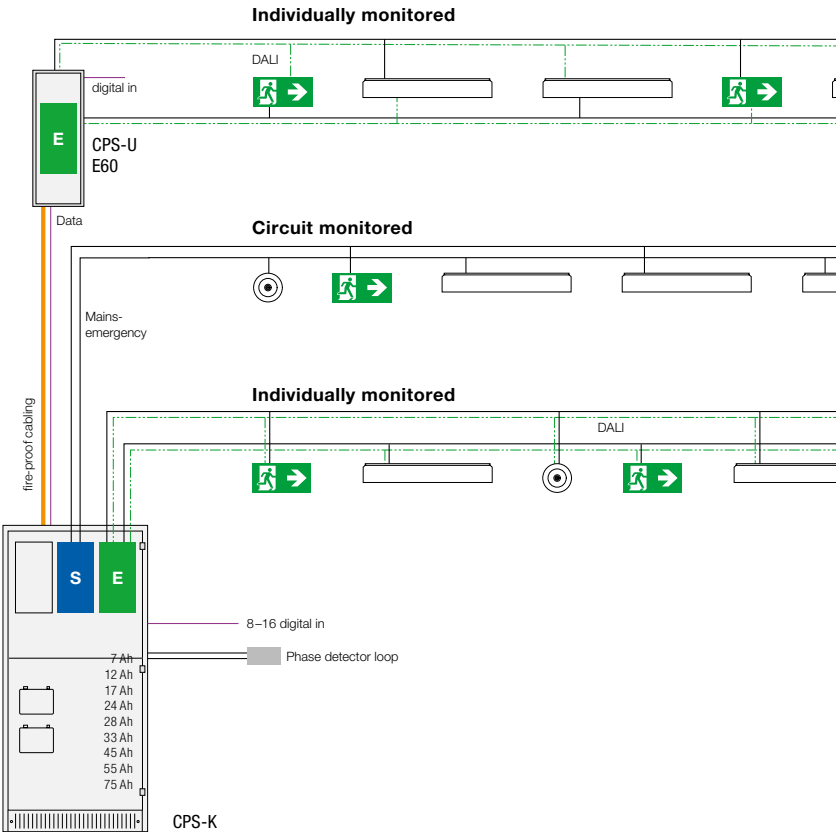 Individually monitored
DALI
digital in
E
CPS-U
E60
Data
Circuit monitored
Mains-
emergency
Individually monitored
DALI
fire-proof cabling
S
E
8–16 digital in
Phase detector loop
7 Ah
12 Ah
17 Ah
24 Ah
28 Ah
33 Ah
45 Ah
55 Ah
75 Ah
CPS-K